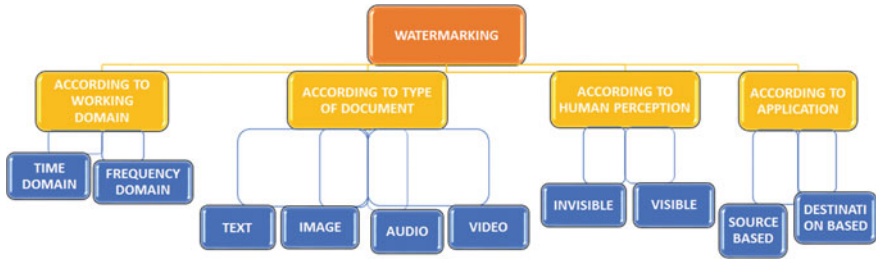 WATERMARKING
ACCORDING TO
WORKING
DOMAIN
ACCORDING TO TYPE
OF DOCUMENT
ACCORDING TO
HUMAN PERCEPTION
ACCORDING TO
APPLICATION
TIME
DOMAIN
FREQUENCY
DOMAIN
TEXT
IMAGE
AUDIO
VIDEO
INVISIBLE
VISIBLE
SOURCE
BASED
DESTINATI
ON BASED